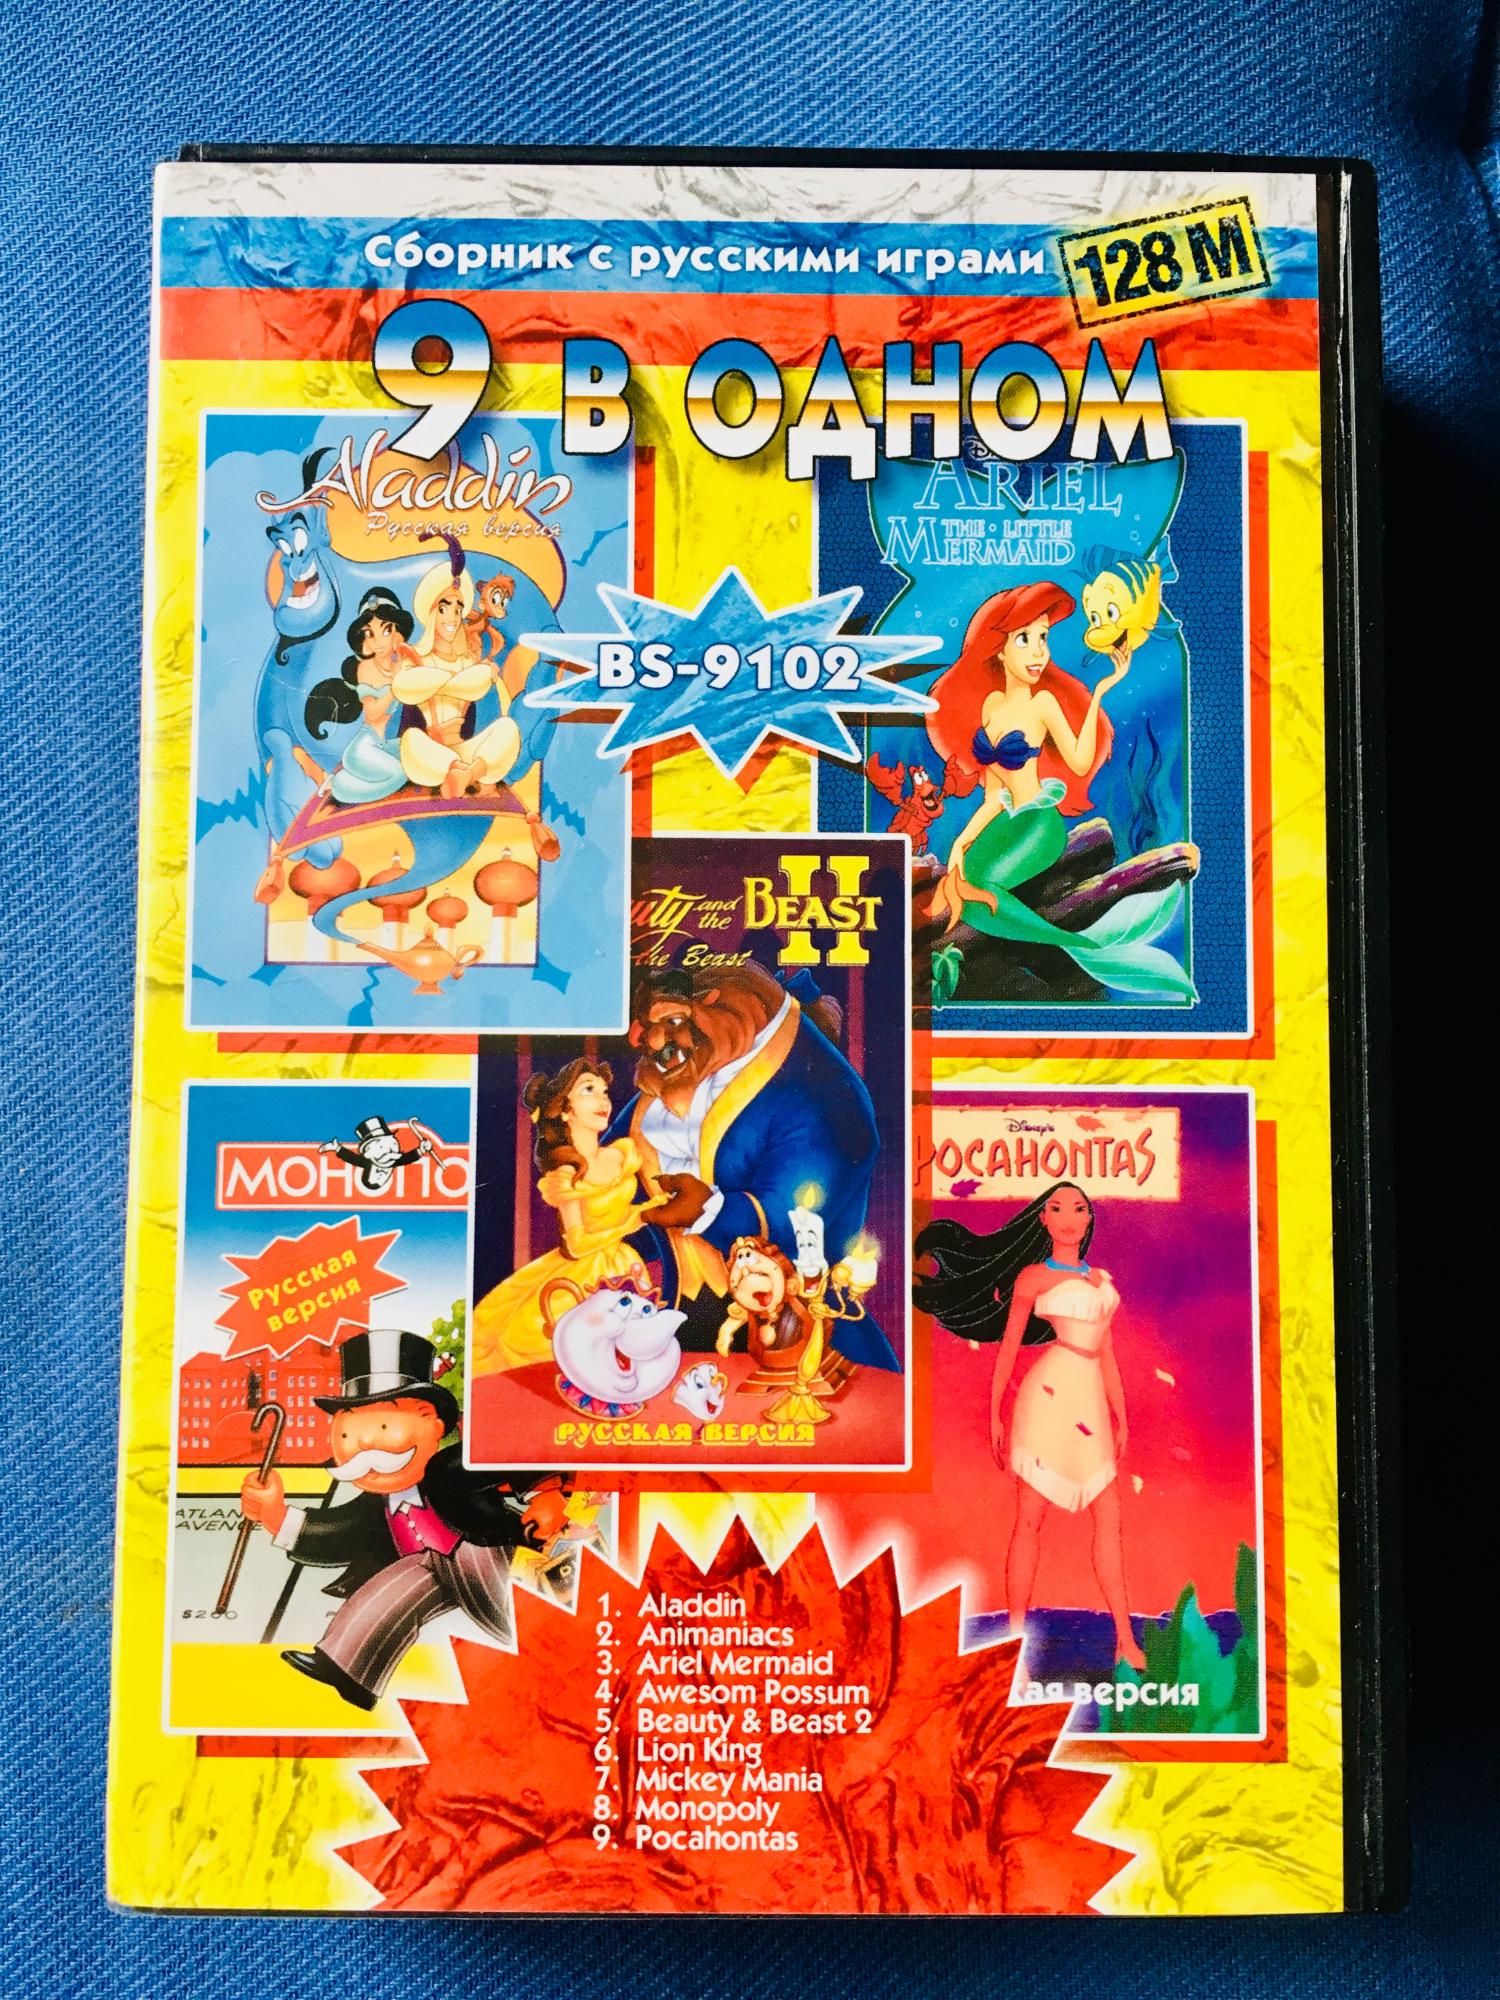 Сборник с русскими играми
128 M
9 в одном
Aladdin
Русская версия
ARIEL
THE · LITTLE
MERMAID
BS-9102
II
and the BEAST
the Beast
РУССКАЯ ВЕРСИЯ
МОНОПО
Русская
версия
ATLAN
AVENUE
$200
Disney's
POCAHONTAS
версия
1. Aladdin
2. Animaniacs
3. Ariel Mermaid
4. Awesom Possum
5. Beauty & Beast 2
6. Lion King
7. Mickey Mania
8. Monopoly
9. Pocahontas